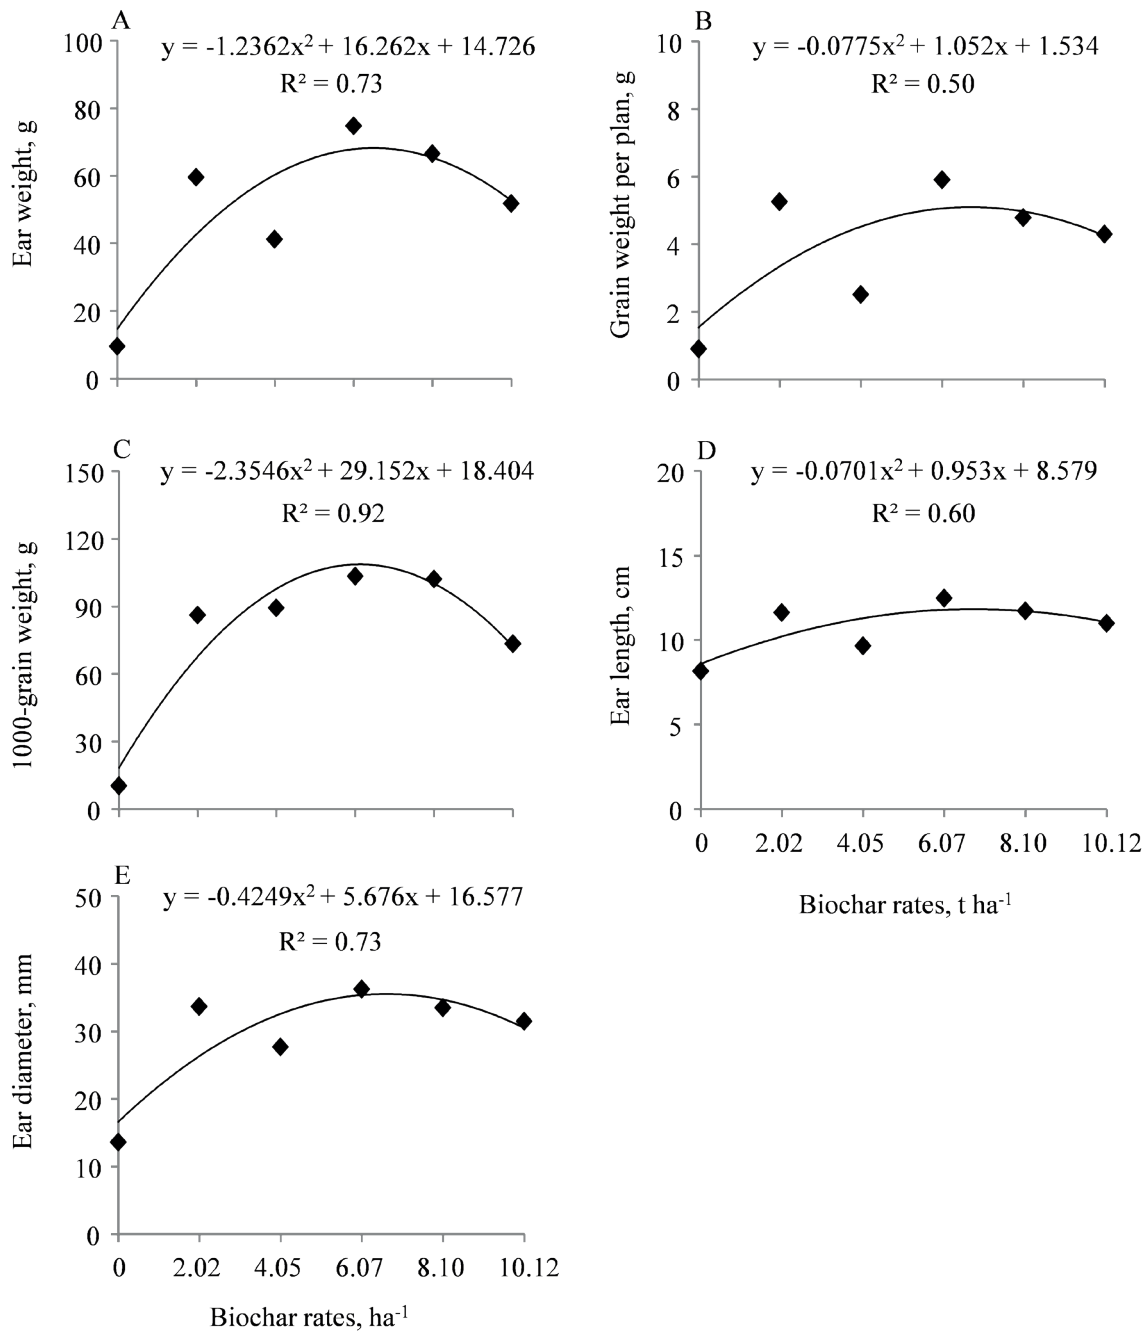 A
y = -1.2362x² + 16.262x + 14.726
R² = 0.73
100
80
60
40
20
0
Ear weight, g
B
y = -0.0775x² + 1.052x + 1.534
R² = 0.50
10
8
6
4
2
0
Grain weight per plan, g
C
y = -2.3546x² + 29.152x + 18.404
R² = 0.92
150
120
90
60
30
0
1000-grain weight, g
D
y = -0.0701x² + 0.953x + 8.579
R² = 0.60
20
15
10
5
0
Ear length, cm
0 2.02 4.05 6.07 8.10 10.12
Biochar rates, t ha⁻¹
E
y = -0.4249x² + 5.676x + 16.577
R² = 0.73
50
40
30
20
10
0
Ear diameter, mm
0 2.02 4.05 6.07 8.10 10.12
Biochar rates, ha⁻¹